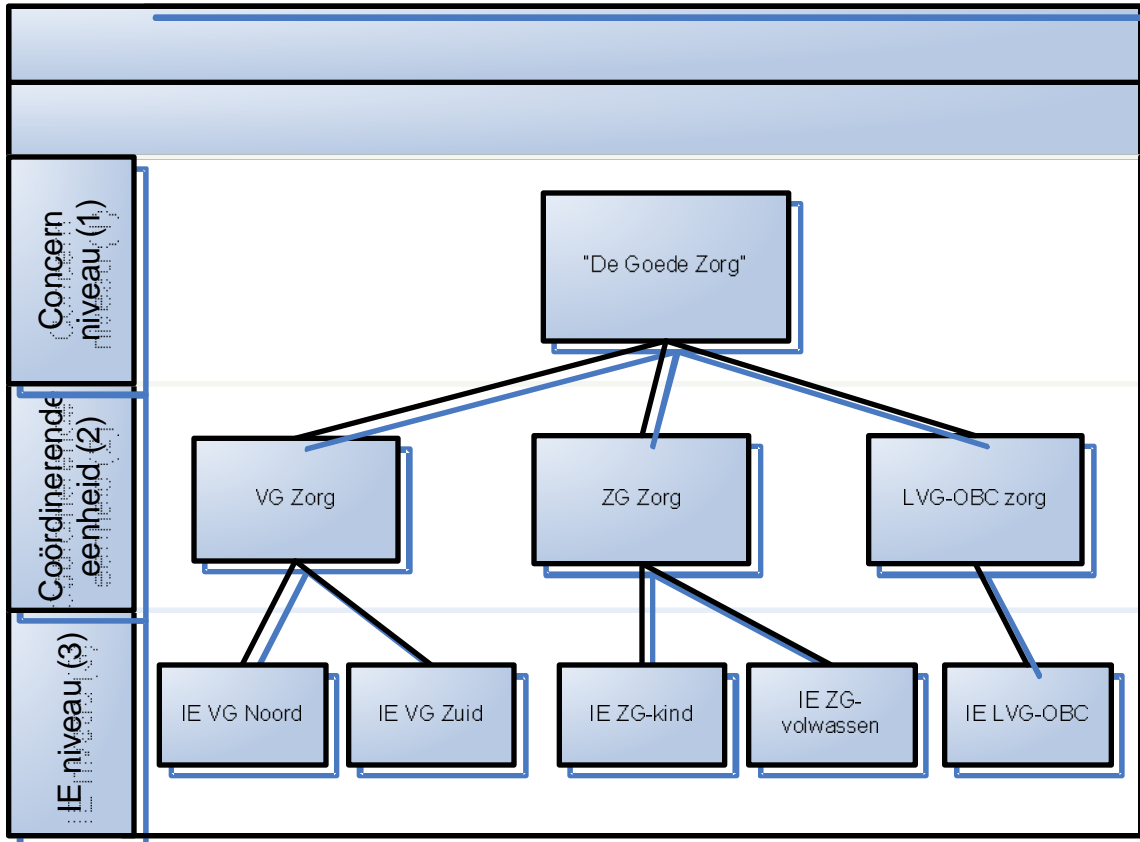 Concern
niveau (1)
"De Goede Zorg"
Coördinerende
eenheid (2)
VG Zorg
ZG Zorg
LVG-OBC zorg
IE niveau (3)
IE VG Noord
IE VG Zuid
IE ZG-kind
IE ZG-
volwassen
IE LVG-OBC